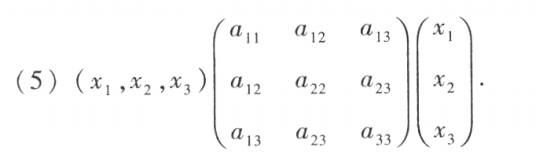 (5) (x₁,x₂,x₃) ⎛a₁₁ a₁₂ a₁₃⎞ ⎛x₁⎞
⎜a₁₂ a₂₂ a₂₃⎟ ⎜x₂⎟ .
⎝a₁₃ a₂₃ a₃₃⎠ ⎝x₃⎠